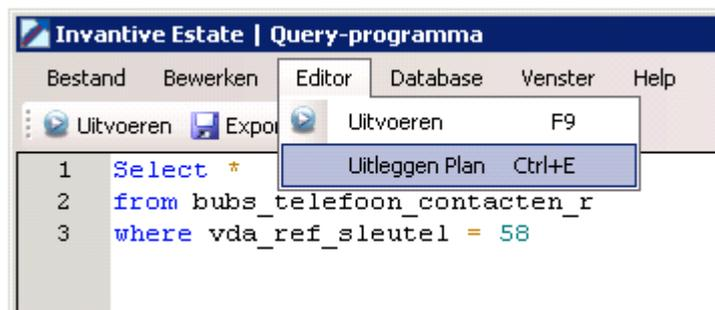 Invantive Estate | Query-programma
Bestand Bewerken Editor Database Venster Help
Uitvoeren
Uitvoeren F9
Uitleggen Plan Ctrl+E
1 Select *
2 from bubs_telefoon_contacten_r
3 where vda_ref_sleutel = 58